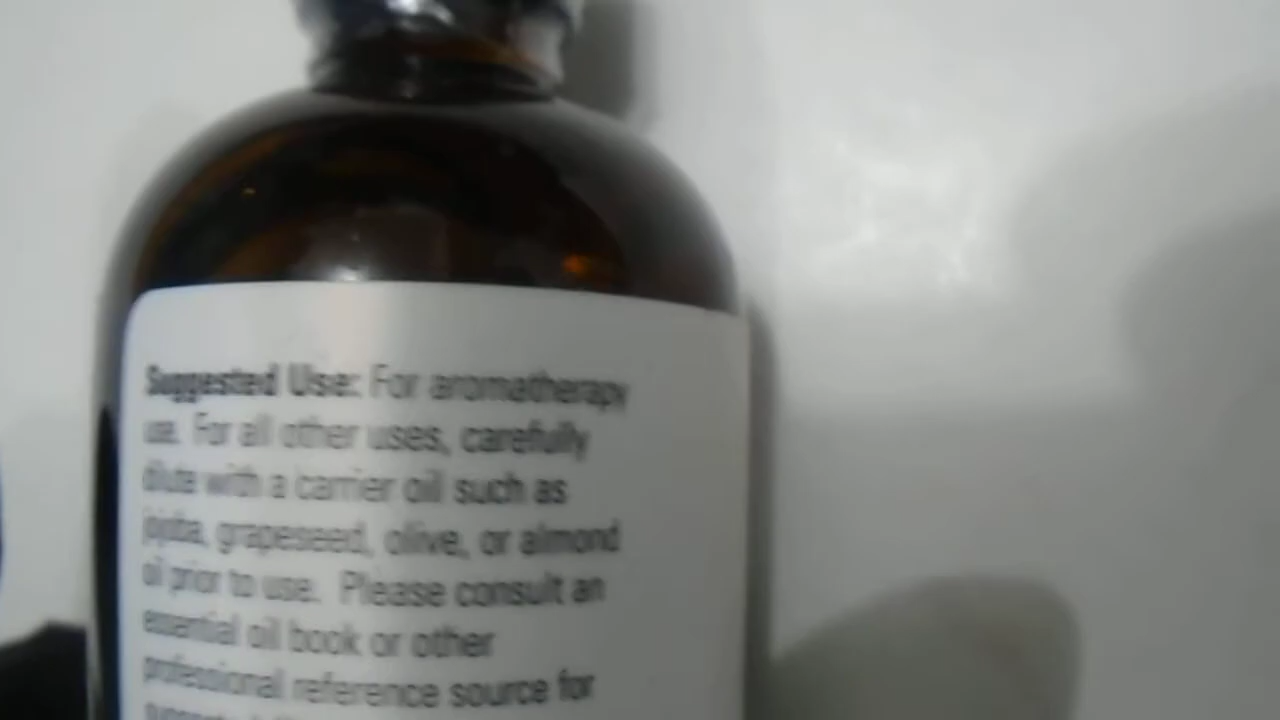 Suggested Use: For aromatherapy
use. For all other uses, carefully
dilute with a carrier oil such as
jojoba, grapeseed, olive, or almond
oil prior to use. Please consult an
essential oil book or other
professional reference source for